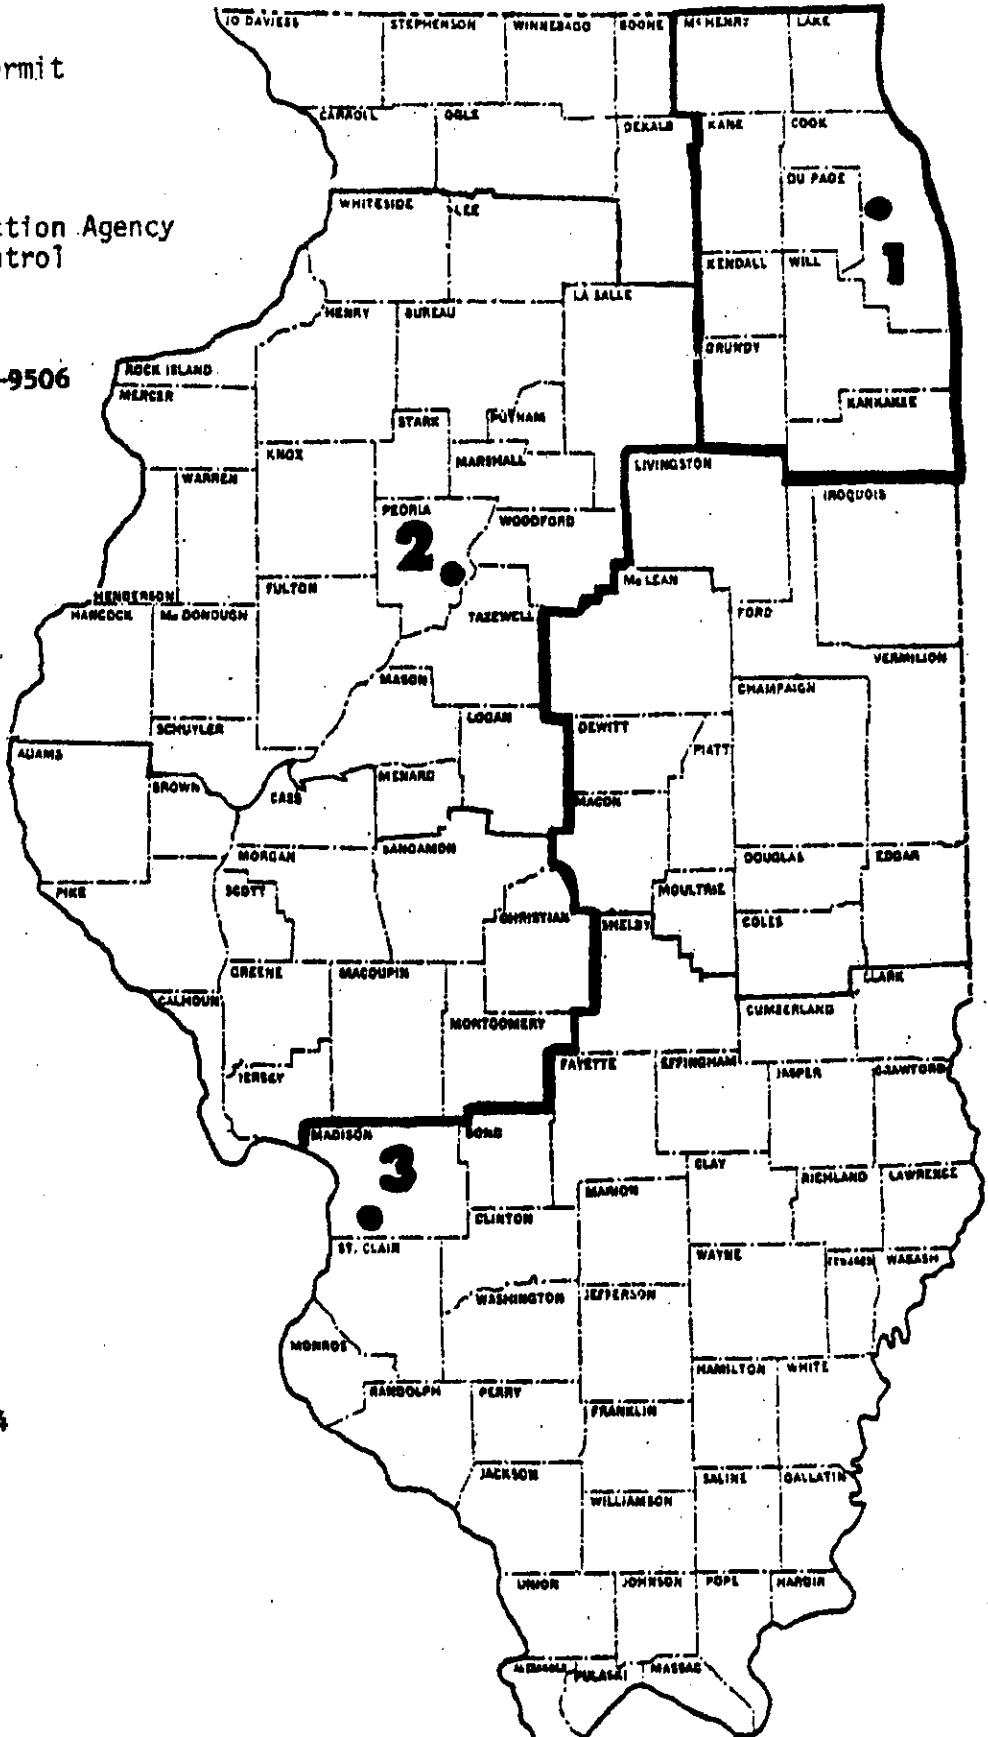 JO DAVIESS STEPHENSON WINNEBAGO BOONE McHENRY LAKE
ermit
CARROLL OGLE DEKALB KANE COOK
DU PAGE
WHITESIDE LEE
ction Agency
ntrol
1
KENDALL WILL
LA SALLE
HENRY BUREAU
GRUNDY
ROCK ISLAND
-9506
MERCER
KANKAKEE
STARK PUTNAM
KNOX MARSHALL LIVINGSTON
WARREN
IROQUOIS
PEORIA
WOODFORD
2
McLEAN
FULTON
HENDERSON
HANCOCK McDONOUGH TAZEWELL FORD
VERMILION
MASON
CHAMPAIGN
LOGAN
SCHUYLER DEWITT
ADAMS PIATT
MENARD
BROWN
CASS MACON
MORGAN SANGAMON DOUGLAS EDGAR
PIKE SCOTT MOULTRIE
CHRISTIAN SHELBY COLES
GREENE MACOUPIN CLARK
CALHOUN
CUMBERLAND
MONTGOMERY
FAYETTE EFFINGHAM
JERSEY JASPER CRAWFORD
MADISON BOND
3
CLAY
RICHLAND LAWRENCE
MARION
CLINTON
ST. CLAIR
WAYNE WABASH
WASHINGTON JEFFERSON
MONROE
HAMILTON WHITE
RANDOLPH PERRY
FRANKLIN
4
JACKSON SALINE GALLATIN
WILLIAMSON
UNION JOHNSON POPE HARDIN
PULASKI MASSAC